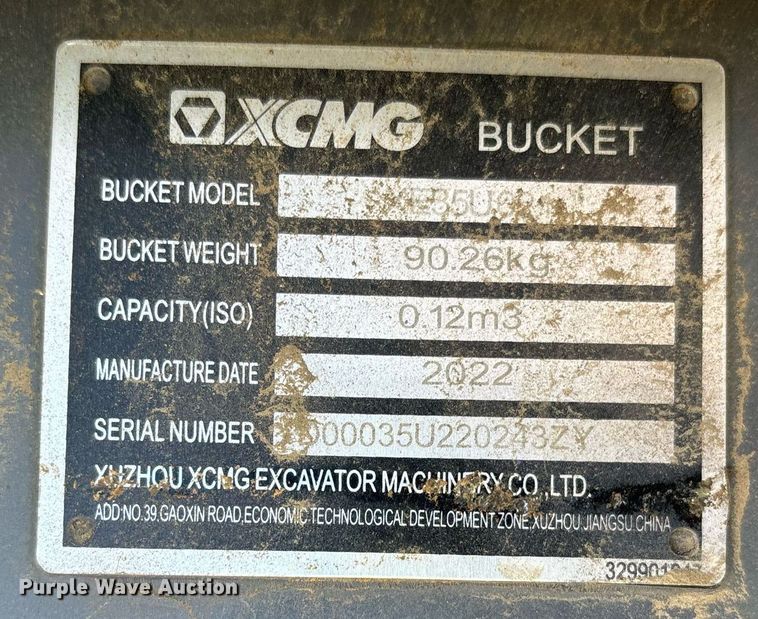 XCMG BUCKET
BUCKET MODEL
BUCKET WEIGHT 90.26kg
CAPACITY(ISO) 0.12m3
MANUFACTURE DATE 2022
SERIAL NUMBER
XUZHOU XCMG EXCAVATOR MACHINERY CO.,LTD.
ADD:NO.39.GAOXIN ROAD.ECONOMIC TECHNOLOGICAL DEVELOPMENT ZONE.XUZHOU.JIANGSU.CHINA
Purple Wave Auction